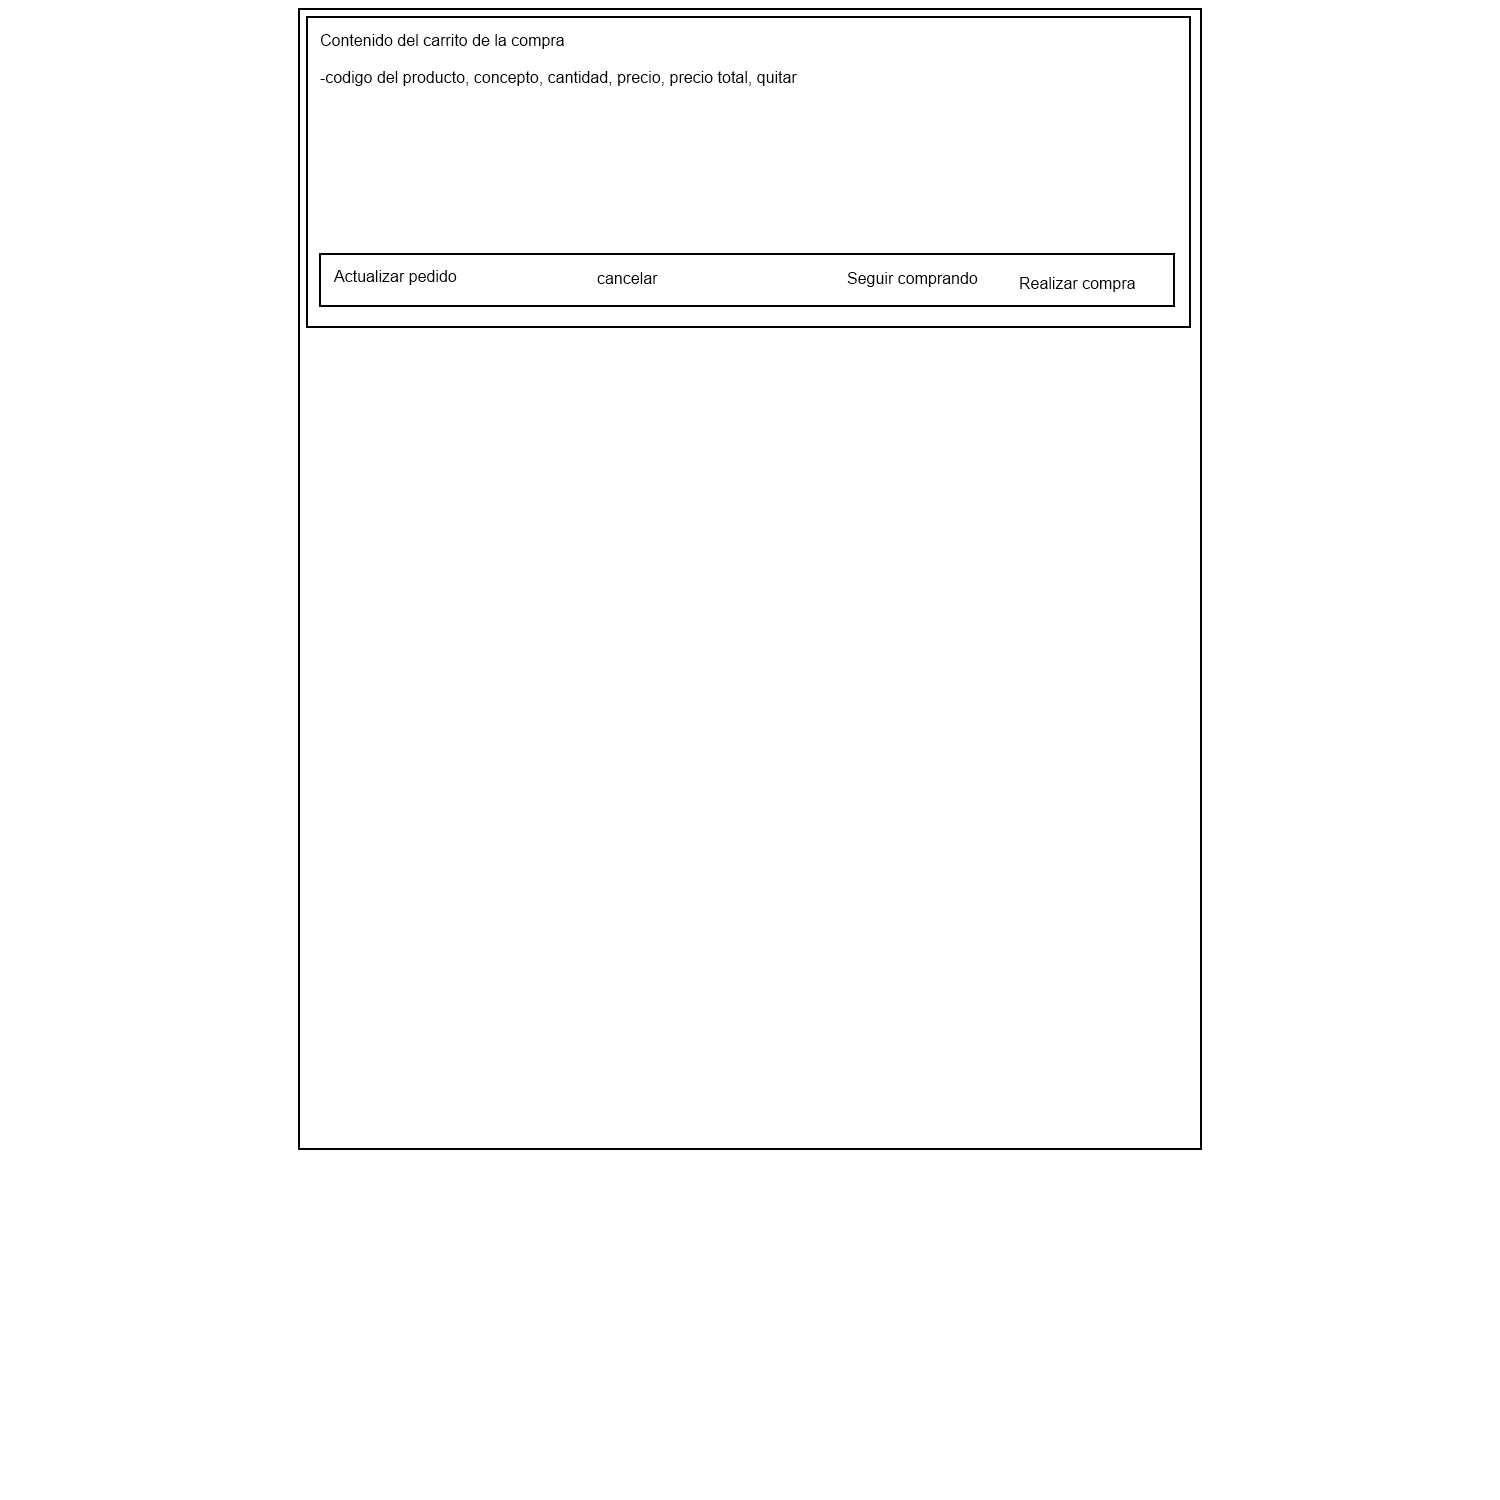 Contenido del carrito de la compra
-codigo del producto, concepto, cantidad, precio, precio total, quitar
Actualizar pedido
cancelar
Seguir comprando
Realizar compra